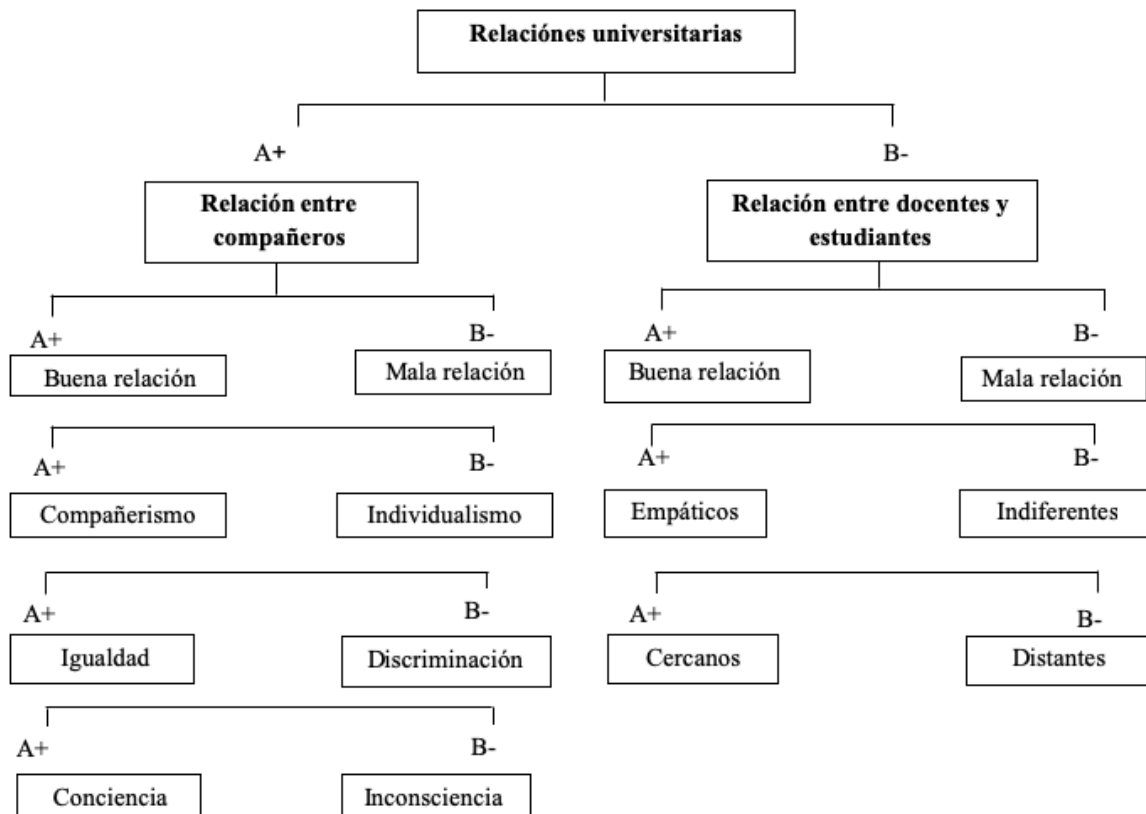 Relaciónes universitarias
A+
B-
Relación entre
compañeros
Relación entre docentes y
estudiantes
A+
B-
A+
B-
Buena relación
Mala relación
Buena relación
Mala relación
A+
B-
A+
B-
Compañerismo
Individualismo
Empáticos
Indiferentes
A+
B-
A+
B-
Igualdad
Discriminación
Cercanos
Distantes
A+
B-
Conciencia
Inconsciencia